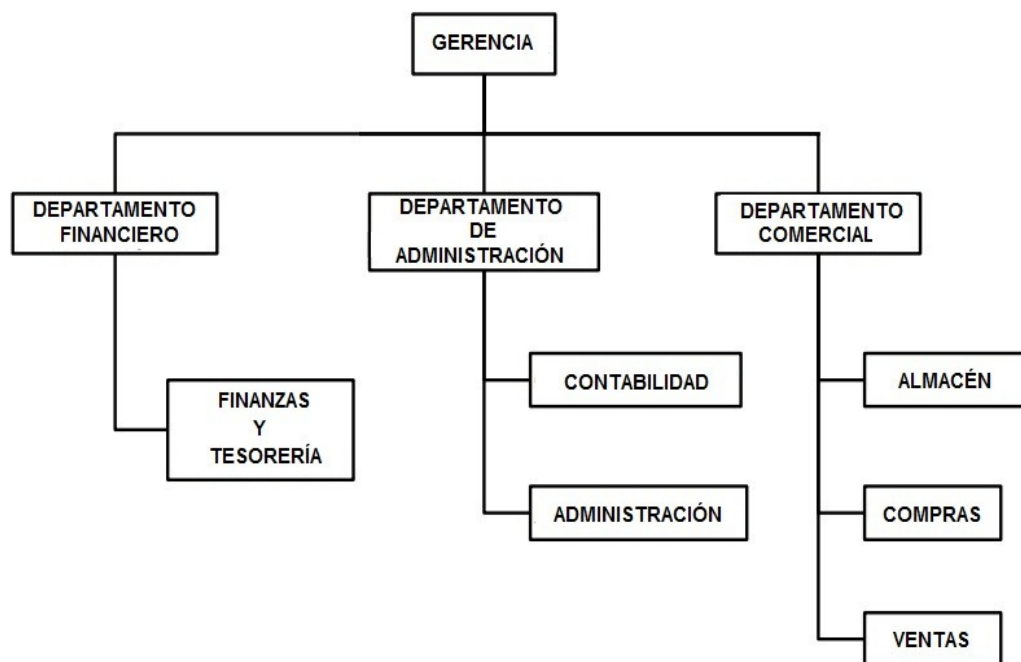 GERENCIA
DEPARTAMENTO
FINANCIERO
DEPARTAMENTO
DE
ADMINISTRACIÓN
DEPARTAMENTO
COMERCIAL
FINANZAS
Y
TESORERÍA
CONTABILIDAD
ADMINISTRACIÓN
ALMACÉN
COMPRAS
VENTAS